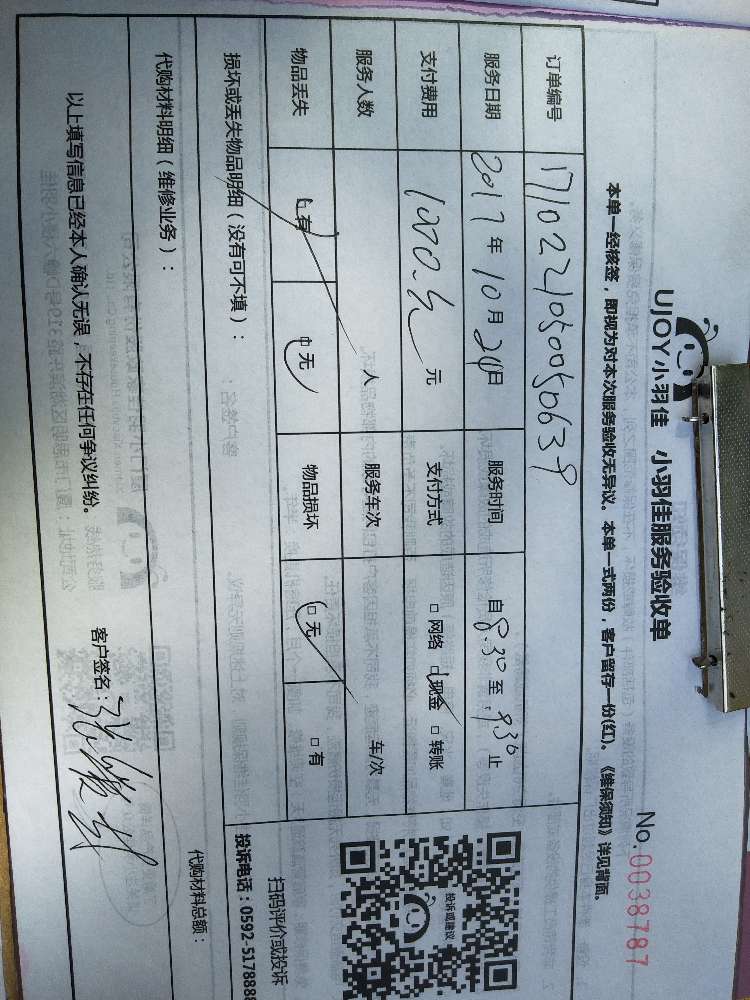 UJOY小羽佳 小羽佳服务验收单
No.0038787
本单一经核签，即视为对本次服务验收无异议。本单一式两份，客户留存一份(红)。《维保须知》详见背面。
订单编号
服务日期 2017年10月24日 服务时间 自8:30至9:30止
支付费用 元 支付方式 □网络 □现金 □转账
服务人数 人 服务车次 车/次
物品丢失 □有 □无 物品损坏 □无 □有
损坏或丢失物品明细（没有可不填）：
扫码评价或投诉
投诉或建议
投诉电话：0592-5178888
代购材料明细（维修业务）： 代购材料总额：
以上填写信息已经本人确认无误，不存在任何争议纠纷。 客户签名：